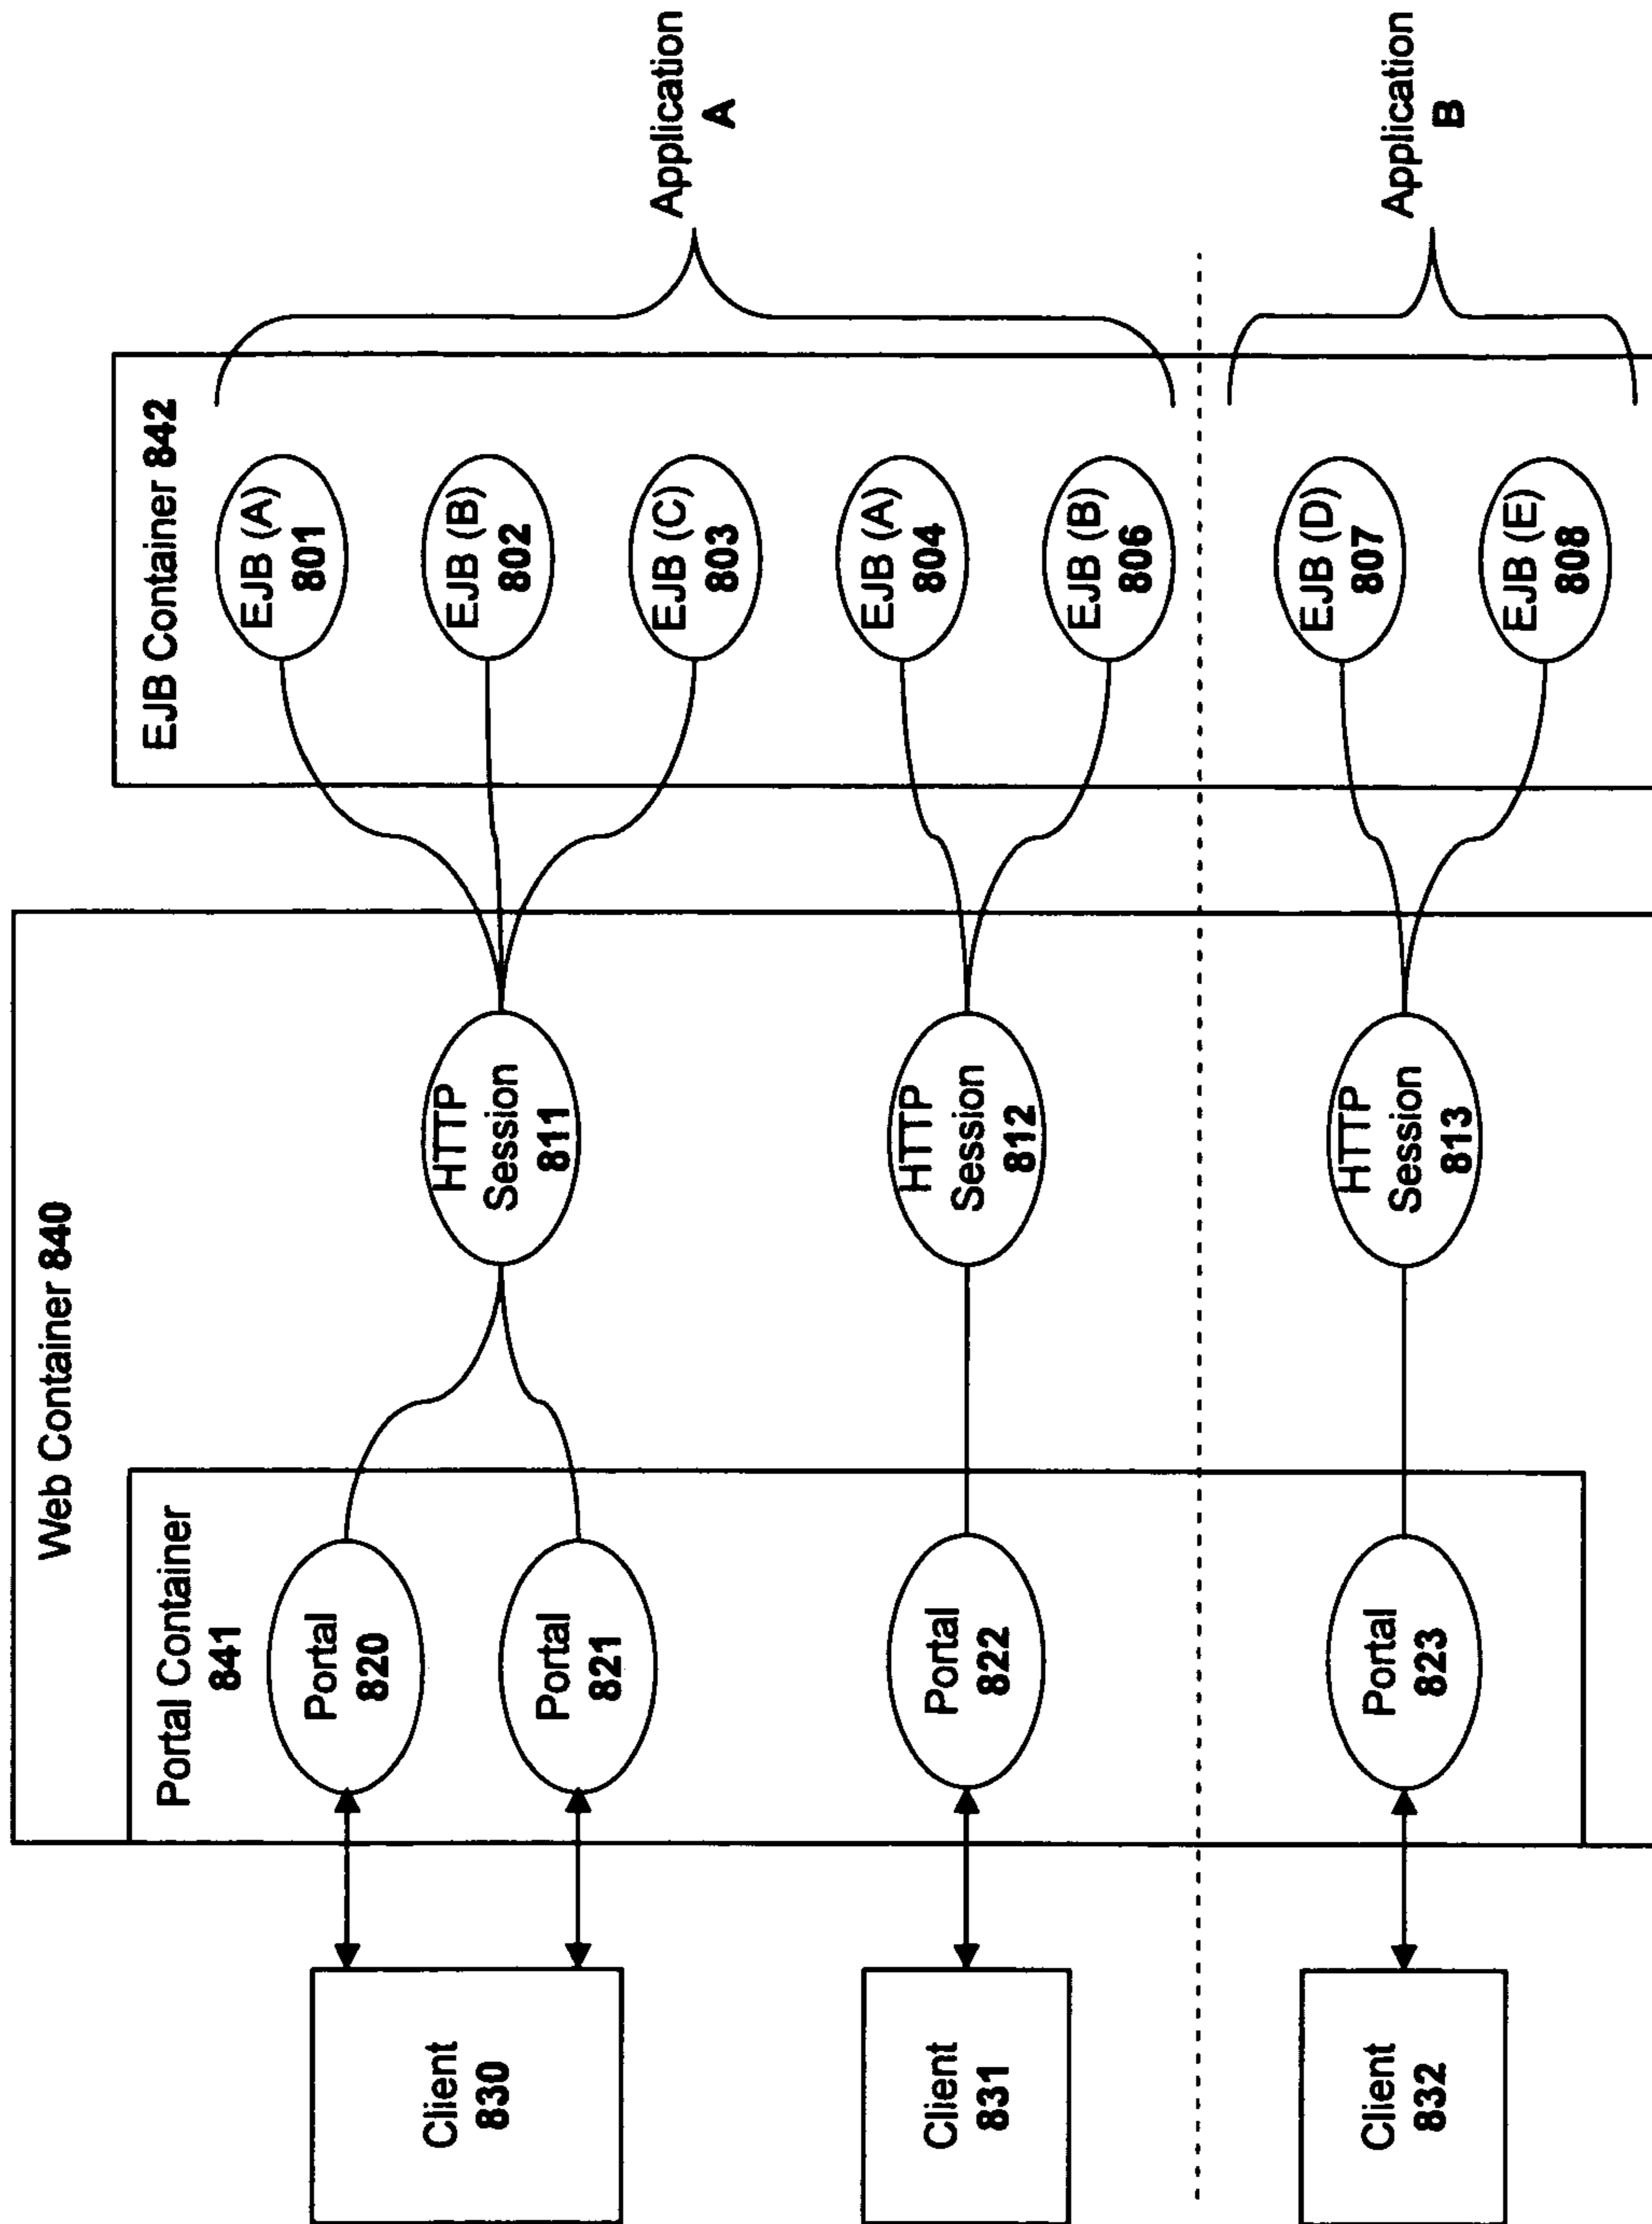 Web Container 840
Portal Container
841
EJB Container 842
Client
830
Portal
820
Portal
821
HTTP
Session
811
EJB (A)
801
EJB (B)
802
EJB (C)
803
Client
831
Portal
822
HTTP
Session
812
EJB (A)
804
EJB (B)
806
Application
A
Client
832
Portal
823
HTTP
Session
813
EJB (D)
807
EJB (E)
808
Application
B